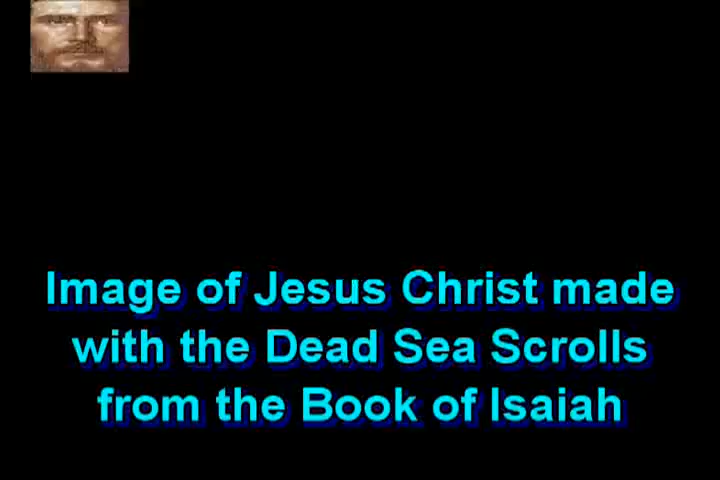 Image of Jesus Christ made
with the Dead Sea Scrolls
from the Book of Isaiah